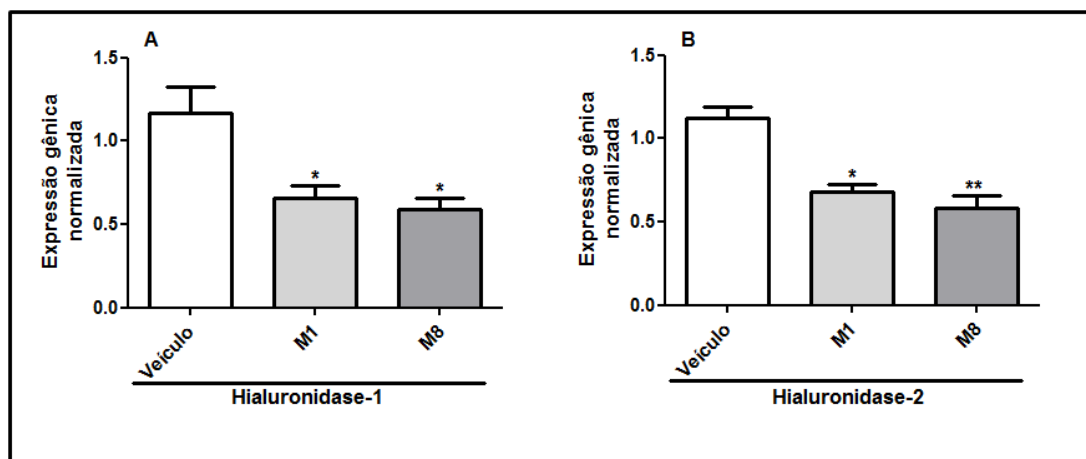 A
Expressão gênica
normalizada
1.5
1.0
0.5
0.0
*
*
Veículo
M1
M8
Hialuronidase-1
B
Expressão gênica
normalizada
1.5
1.0
0.5
0.0
*
**
Veículo
M1
M8
Hialuronidase-2